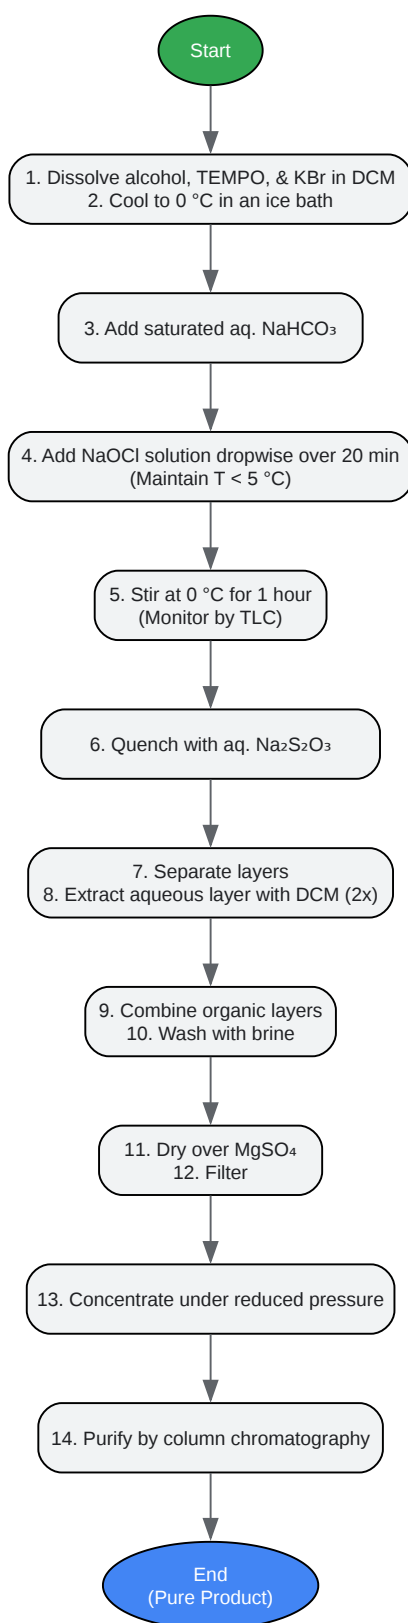 Start
1. Dissolve alcohol, TEMPO, & KBr in DCM
2. Cool to 0 °C in an ice bath
3. Add saturated aq. NaHCO₃
4. Add NaOCl solution dropwise over 20 min
(Maintain T < 5 °C)
5. Stir at 0 °C for 1 hour
(Monitor by TLC)
6. Quench with aq. Na₂S₂O₃
7. Separate layers
8. Extract aqueous layer with DCM (2x)
9. Combine organic layers
10. Wash with brine
11. Dry over MgSO₄
12. Filter
13. Concentrate under reduced pressure
14. Purify by column chromatography
End
(Pure Product)